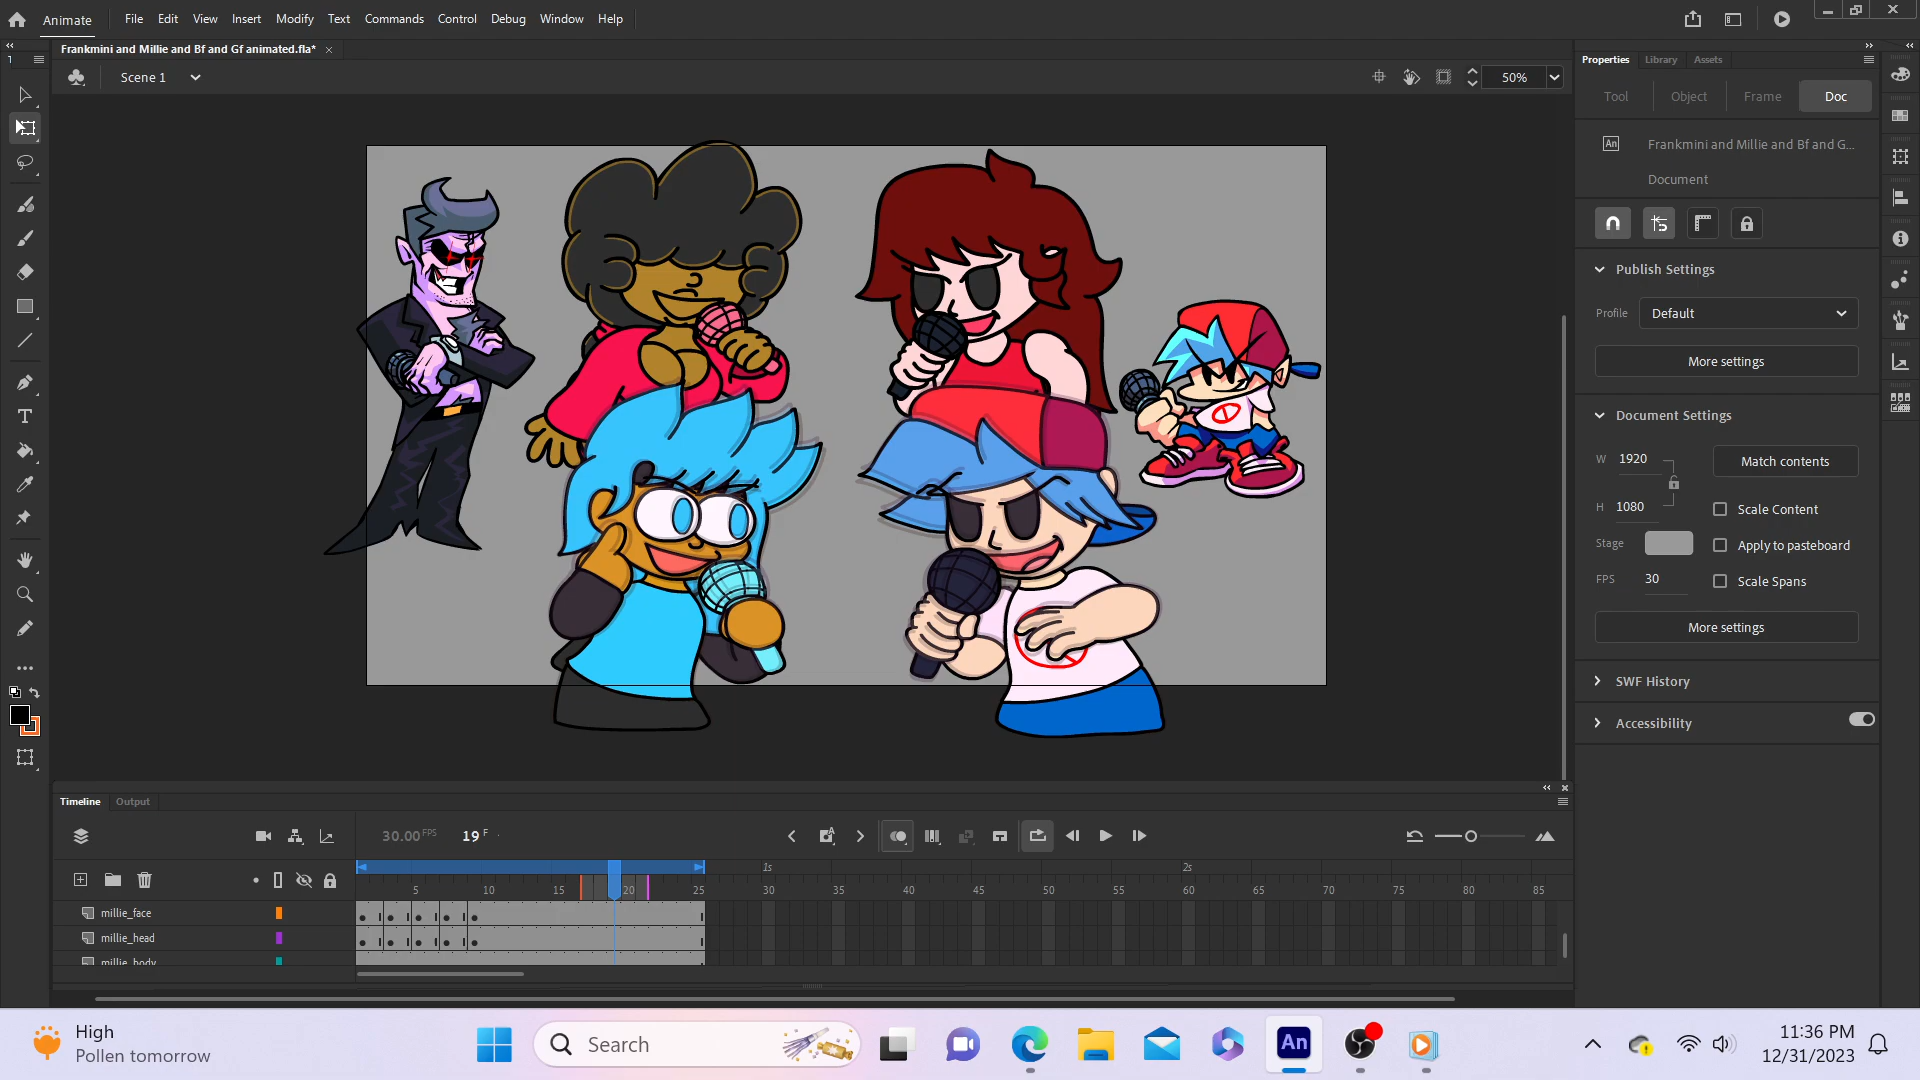 Animate
File Edit View Insert Modify Text Commands Control Debug Window Help
Frankmini and Millie and Bf and Gf animated.fla*
Scene 1
50%
Properties Library Assets
Tool Object Frame Doc
An Frankmini and Millie and Bf and G...
Document
Publish Settings
Profile Default
More settings
Document Settings
W 1920 Match contents
H 1080 Scale Content
Stage Apply to pasteboard
FPS 30 Scale Spans
More settings
SWF History
Accessibility
Timeline Output
30.00 FPS 19 F
1s 2s
5 10 15 20 25 30 35 40 45 50 55 60 65 70 75 80 85
millie_face
millie_head
millie_body
High
Pollen tomorrow
Search
An
11:36 PM
12/31/2023